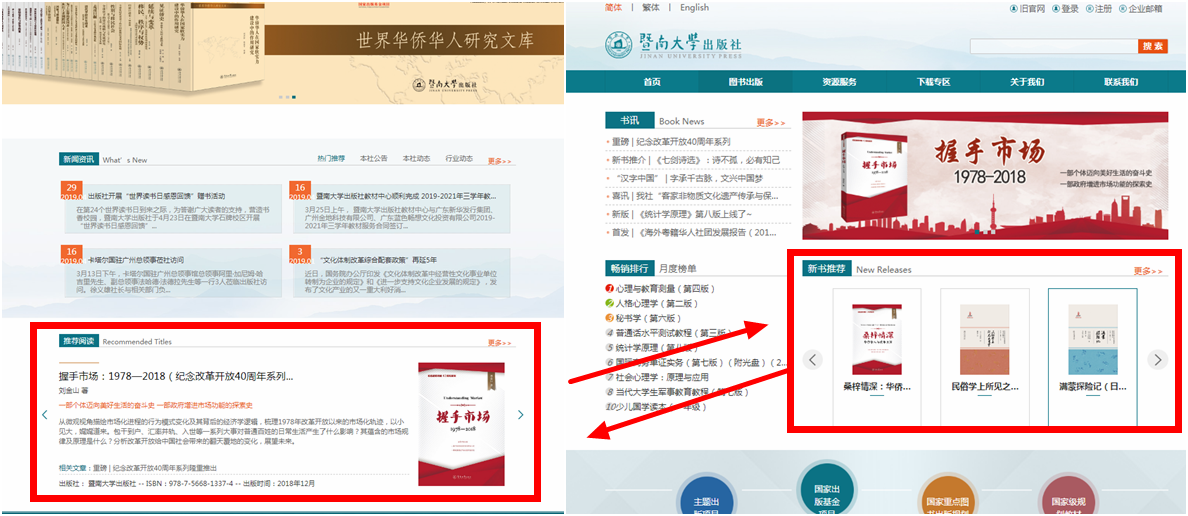 世界华侨华人研究文库
暨南大學出版社
JINAN UNIVERSITY PRESS
新闻资讯 What's New 热门推荐 本社公告 本社动态 行业动态 更多>>
29 出版社开展“世界读书日感恩回馈”赠书活动
2019.0
在第24个世界读书日到来之际，为答谢广大读者的支持，营造书
者校园，暨南大学出版社于4月23日在暨南大学石牌校区开展
“世界读书日感恩回馈”...
16 暨南大学出版社教材中心顺利完成 2019-2021年三学年教...
2019.0
3月25日上午，暨南大学出版社教材中心与广东新华发行集团、
广州金地科技有限公司、广东蓝色畅想文化投资有限公司2019-
2021年三学年教材服务合同签订...
16 卡塔尔国驻广州总领事莅社访问
2019.0
3月13日下午，卡塔尔国驻广州总领事馆总领事阿里·加尼姆·哈
吉里先生、副总领事法哈德·法德拉先生等一行3人莅临出版社访
问。徐义雄社长与相关部门负...
3 “文化体制改革综合配套政策”再延5年
2019.0
近日，国务院办公厅印发《文化体制改革中经营性文化事业单位
转制为企业的规定》和《进一步支持文化企业发展的规定》，发
布了文化产业的又一重大利好消...
推荐阅读 Recommended Titles 更多>>
握手市场：1978—2018（纪念改革开放40周年系列...
刘金山 著
一部个体迈向美好生活的奋斗史 一部政府增进市场功能的探索史
从微观视角描绘市场化进程的行为模式变化及其背后的经济学逻辑，梳理1978年改革开放以来的市场化轨迹，以小
见大，娓娓道来。包干到户、汇率并轨、入世等一系列大事对普通百姓的日常生活产生了什么影响？其蕴含的市场规
律及原理是什么？分析改革开放给中国社会带来的翻天覆地的变化，展望未来。
相关文章：重磅 | 纪念改革开放40周年系列隆重推出
出版社： 暨南大学出版社 -- ISBN：978-7-5668-1337-4 -- 出版时间：2018年12月
Understanding Market
握手市场
1978—2018
简体 | 繁体 | English
旧官网 登录 注册 企业邮箱
暨南大學出版社
JINAN UNIVERSITY PRESS
搜 索
首页 图书出版 资源服务 下载专区 关于我们 联系我们
书讯 Book News 更多>>
重磅 | 纪念改革开放40周年系列
新书推介 | 《七剑诗选》：诗不孤，必有知己
“汉字中国” | 字承千古脉，文兴中国梦
喜讯 | 我社“客家非物质文化遗产传承与保...
新版 | 《统计学原理》第八版上线了~
首发 | 《海外粤籍华人社团发展报告（201...
握手市场
1978-2018
一部个体迈向美好生活的奋斗史
一部政府增进市场功能的探索史
畅销排行 月度榜单
1 心理与教育测量（第四版）
2 人格心理学（第二版）
3 秘书学（第六版）
4 普通话水平测试教程（第三版）
5 统计学原理（第八版）
6 国际商务单证实务（第七版）（附光盘）（2...
7 社会心理学：原理与应用
8 当代大学生军事教育教程（第七版）
10 少儿国学读本（一年级）
新书推荐 New Releases 更多>>
桑梓情深
桑梓情深：华侨... 民俗学上所见之... 满蒙探险记（日...
主题出
版项目
国家出
版基金
项目
国家重点图
书出版规划
国家级规
划教材